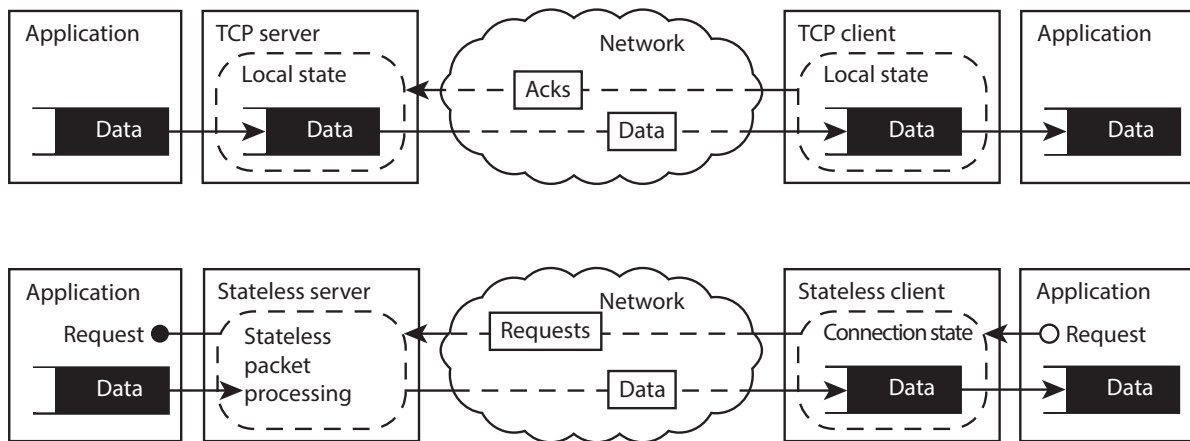 Application
TCP server
Network
TCP client
Application
Local state
Local state
Acks
Data
Data
Data
Data
Data
Application
Stateless server
Network
Stateless client
Application
Request
Stateless
packet
processing
Requests
Connection state
Request
Data
Data
Data
Data